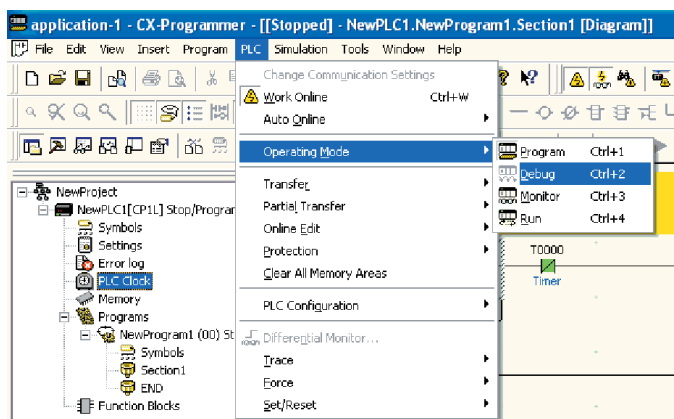 application-1 - CX-Programmer - [[Stopped] - NewPLC1.NewProgram1.Section1 [Diagram]]
File Edit View Insert Program PLC Simulation Tools Window Help
Change Communication Settings
Work Online Ctrl+W
Auto Online
Operating Mode
Program Ctrl+1
Debug Ctrl+2
Monitor Ctrl+3
Run Ctrl+4
Transfer
Partial Transfer
Online Edit
Protection
Clear All Memory Areas
PLC Configuration
Differential Monitor...
Trace
Force
Set/Reset
NewProject
NewPLC1[CP1L] Stop/Progra
Symbols
Settings
Error log
PLC Clock
Memory
Programs
NewProgram1 (00) St
Symbols
Section1
END
Function Blocks
T0000
Timer